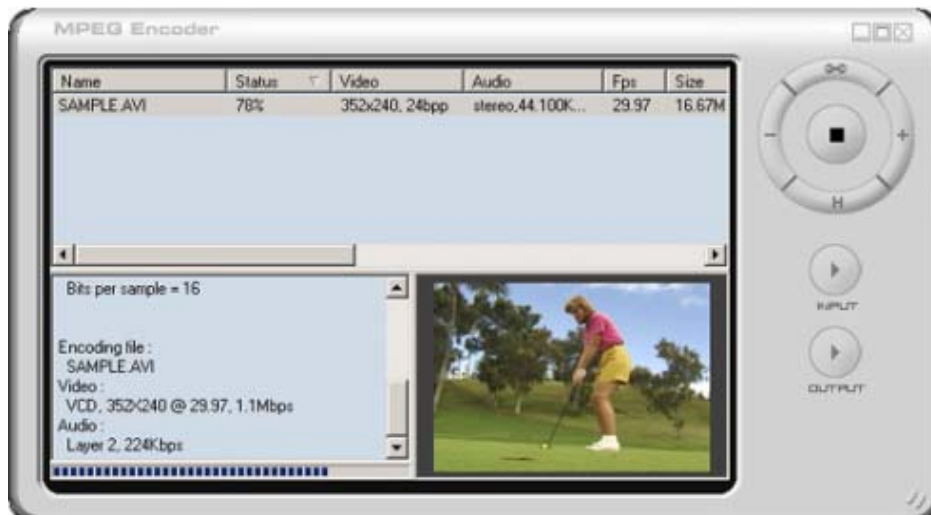 MPEG Encoder
Name Status Video Audio Fps Size
SAMPLE.AVI 78% 352x240, 24bpp stereo,44.100K... 29.97 16.67M
Bits per sample = 16
Encoding file :
SAMPLE.AVI
Video :
VCD, 352X240 @ 29.97, 1.1Mbps
Audio :
Layer 2, 224Kbps
- +
H
INPUT
OUTPUT